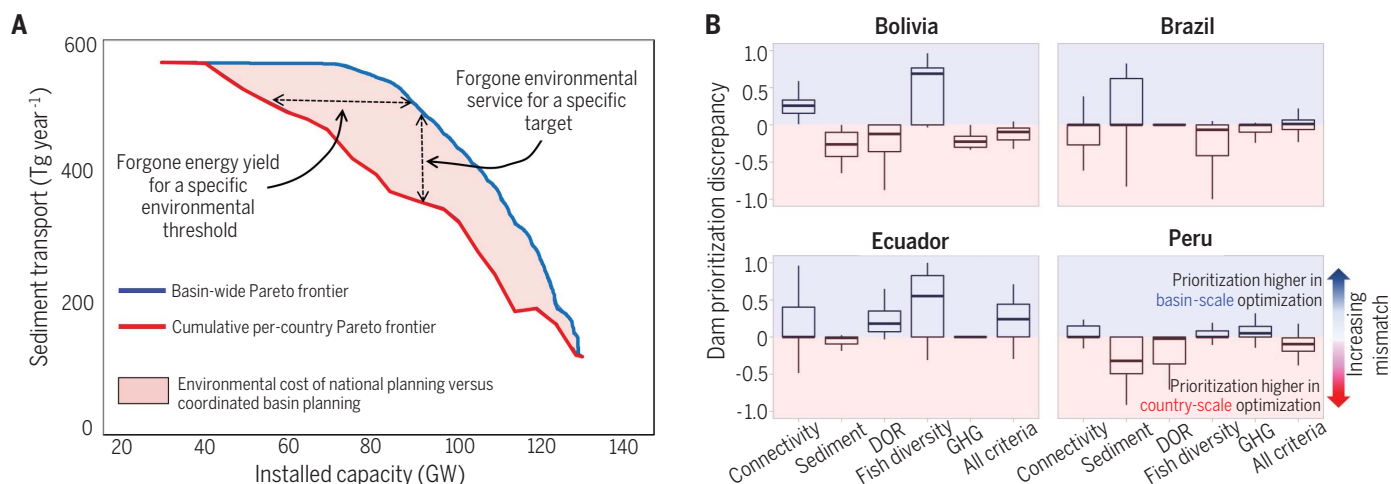 A
600
400
200
0
Sediment transport (Tg year⁻¹)
Forgone environmental
service for a specific
target
Forgone energy yield
for a specific
environmental
threshold
Basin-wide Pareto frontier
Cumulative per-country Pareto frontier
Environmental cost of national planning versus
coordinated basin planning
20 40 60 80 100 120 140
Installed capacity (GW)
B
Dam prioritization discrepancy
Bolivia
1.0
0.5
0
-0.5
-1.0
Brazil
Ecuador
1.0
0.5
0
-0.5
-1.0
Peru
Prioritization higher in
basin-scale optimization
Prioritization higher in
country-scale optimization
Increasing
mismatch
Connectivity
Sediment
DOR
Fish diversity
GHG
All criteria
Connectivity
Sediment
DOR
Fish diversity
GHG
All criteria